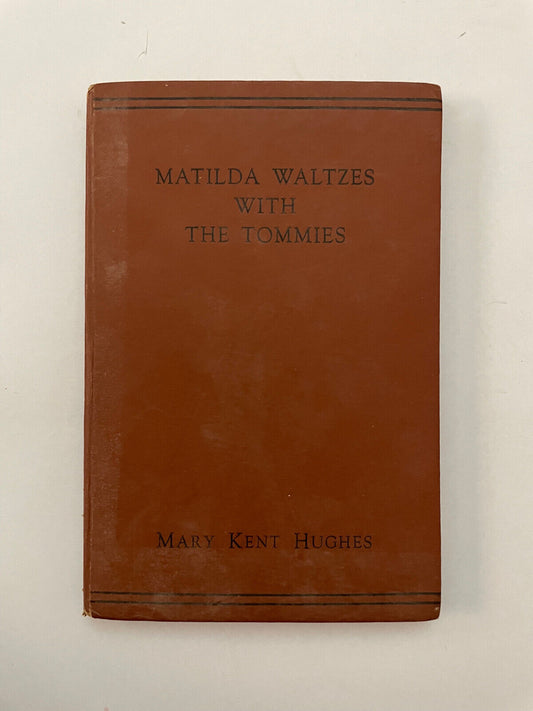 MATILDA WALTZES
WITH
THE TOMMIES
MARY KENT HUGHES